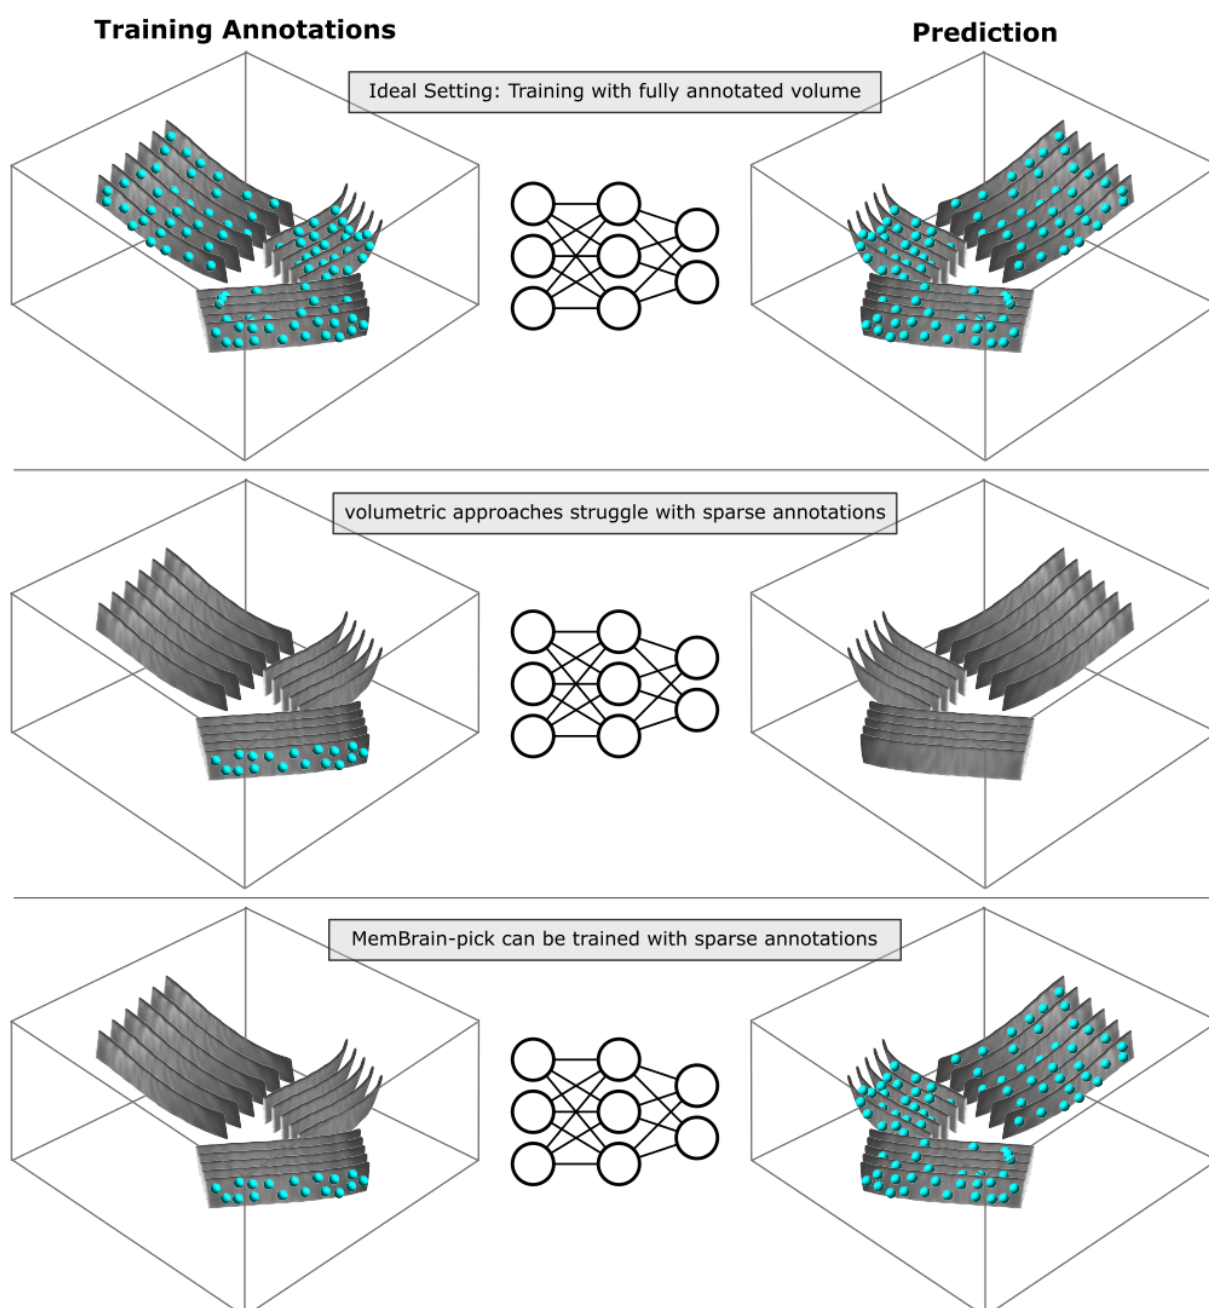 Training Annotations
Prediction
Ideal Setting: Training with fully annotated volume
volumetric approaches struggle with sparse annotations
MemBrain-pick can be trained with sparse annotations